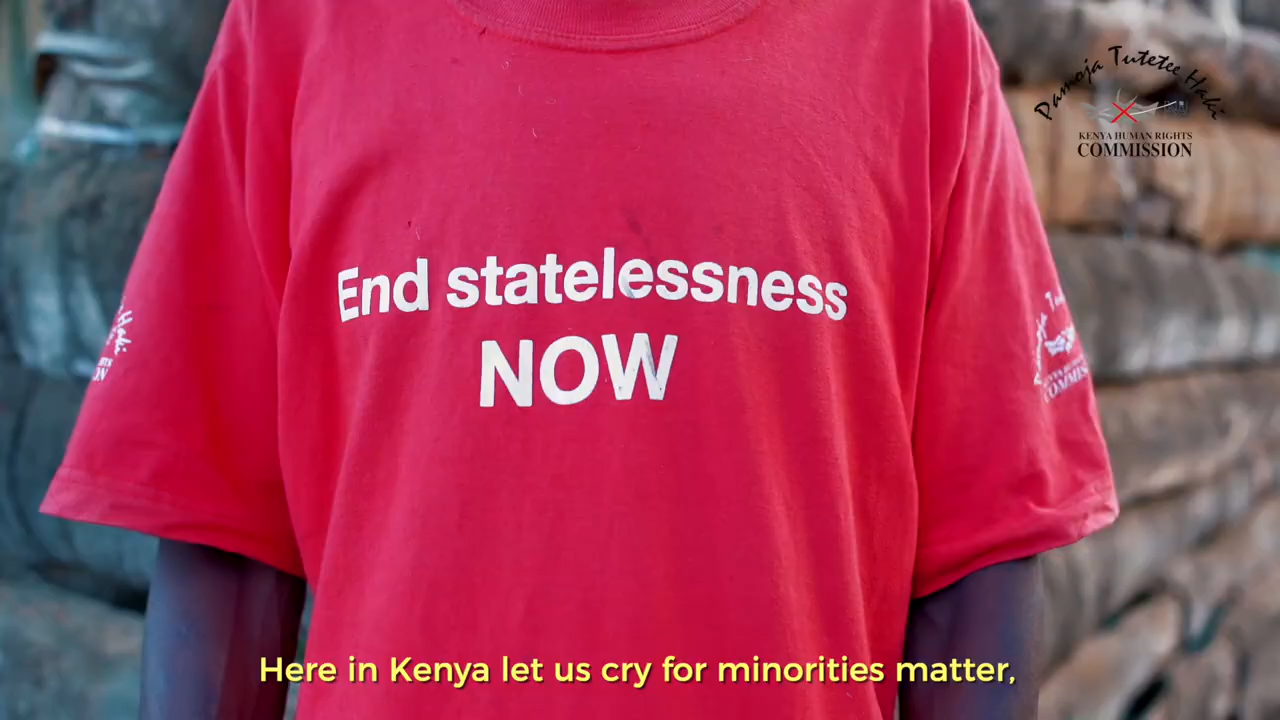 Pamoja Tutetee Haki
KENYA HUMAN RIGHTS
COMMISSION
End statelessness
NOW
Haki
Here in Kenya let us cry for minorities matter,